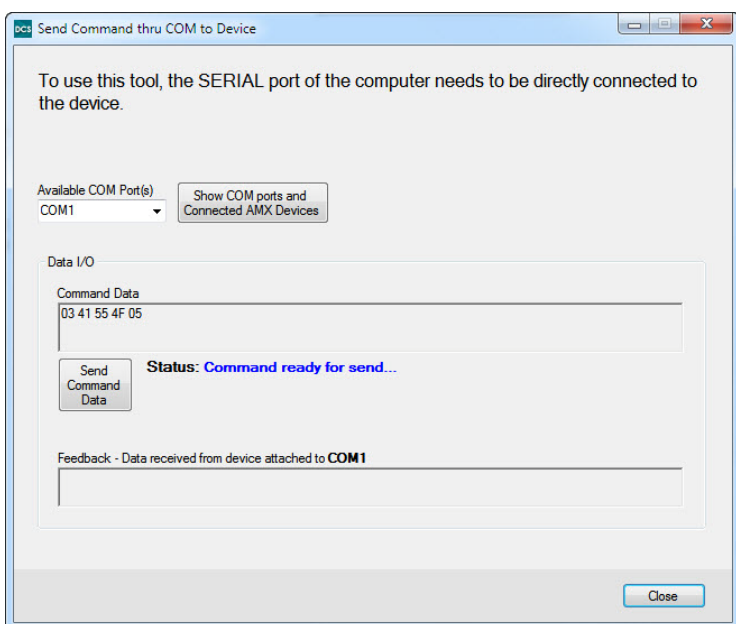 DCS Send Command thru COM to Device
To use this tool, the SERIAL port of the computer needs to be directly connected to
the device.
Available COM Port(s)
COM1
Show COM ports and
Connected AMX Devices
Data I/O
Command Data
03 41 55 4F 05
Send
Command
Data
Status: Command ready for send...
Feedback - Data received from device attached to COM1
Close